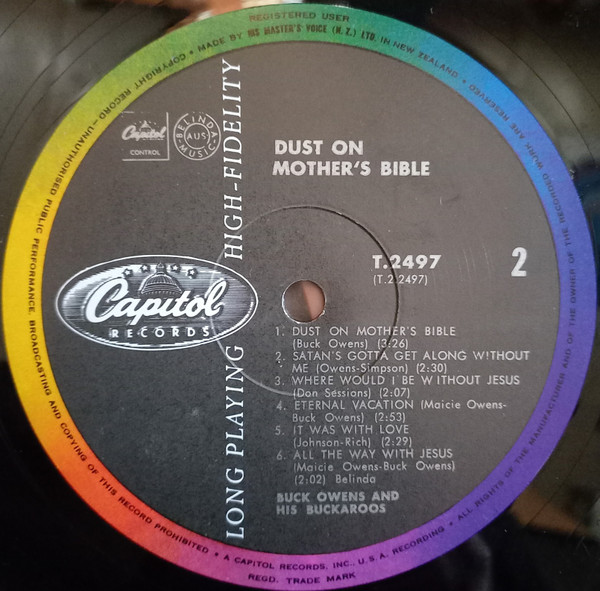 REGISTERED USER
COPYRIGHT RECORD — UNAUTHORISED PUBLIC PERFORMANCE, BROADCASTING AND COPYING OF THIS RECORD PROHIBITED • A CAPITOL RECORDS, INC., U.S.A. RECORDING • ALL RIGHTS OF THE MANUFACTURER AND OF THE OWNER OF THE RECORDED WORK ARE RESERVED •
• MADE BY HIS MASTER'S VOICE (N.Z.) LTD. IN NEW ZEALAND
REGD. TRADE MARK
Capitol
CONTROL
BELINDA
AUS
MUSIC
LONG PLAYING HIGH-FIDELITY
DUST ON
MOTHER'S BIBLE
Capitol
RECORDS
T.2497
(T.2.2497)
2
1. DUST ON MOTHER'S BIBLE
(Buck Owens) (3:26)
2. SATAN'S GOTTA GET ALONG W!THOUT
ME (Owens-Simpson) (2:30)
3. WHERE WOULD I BE WITHOUT JESUS
(Don Sessions) (2:07)
4. ETERNAL VACATION (Maicie Owens-
Buck Owens) (2:53)
5. IT WAS WITH LOVE
(Johnson-Rich) (2:29)
6. ALL THE WAY WITH JESUS
(Maicie Owens-Buck Owens)
(2:02) Belinda
BUCK OWENS AND
HIS BUCKAROOS